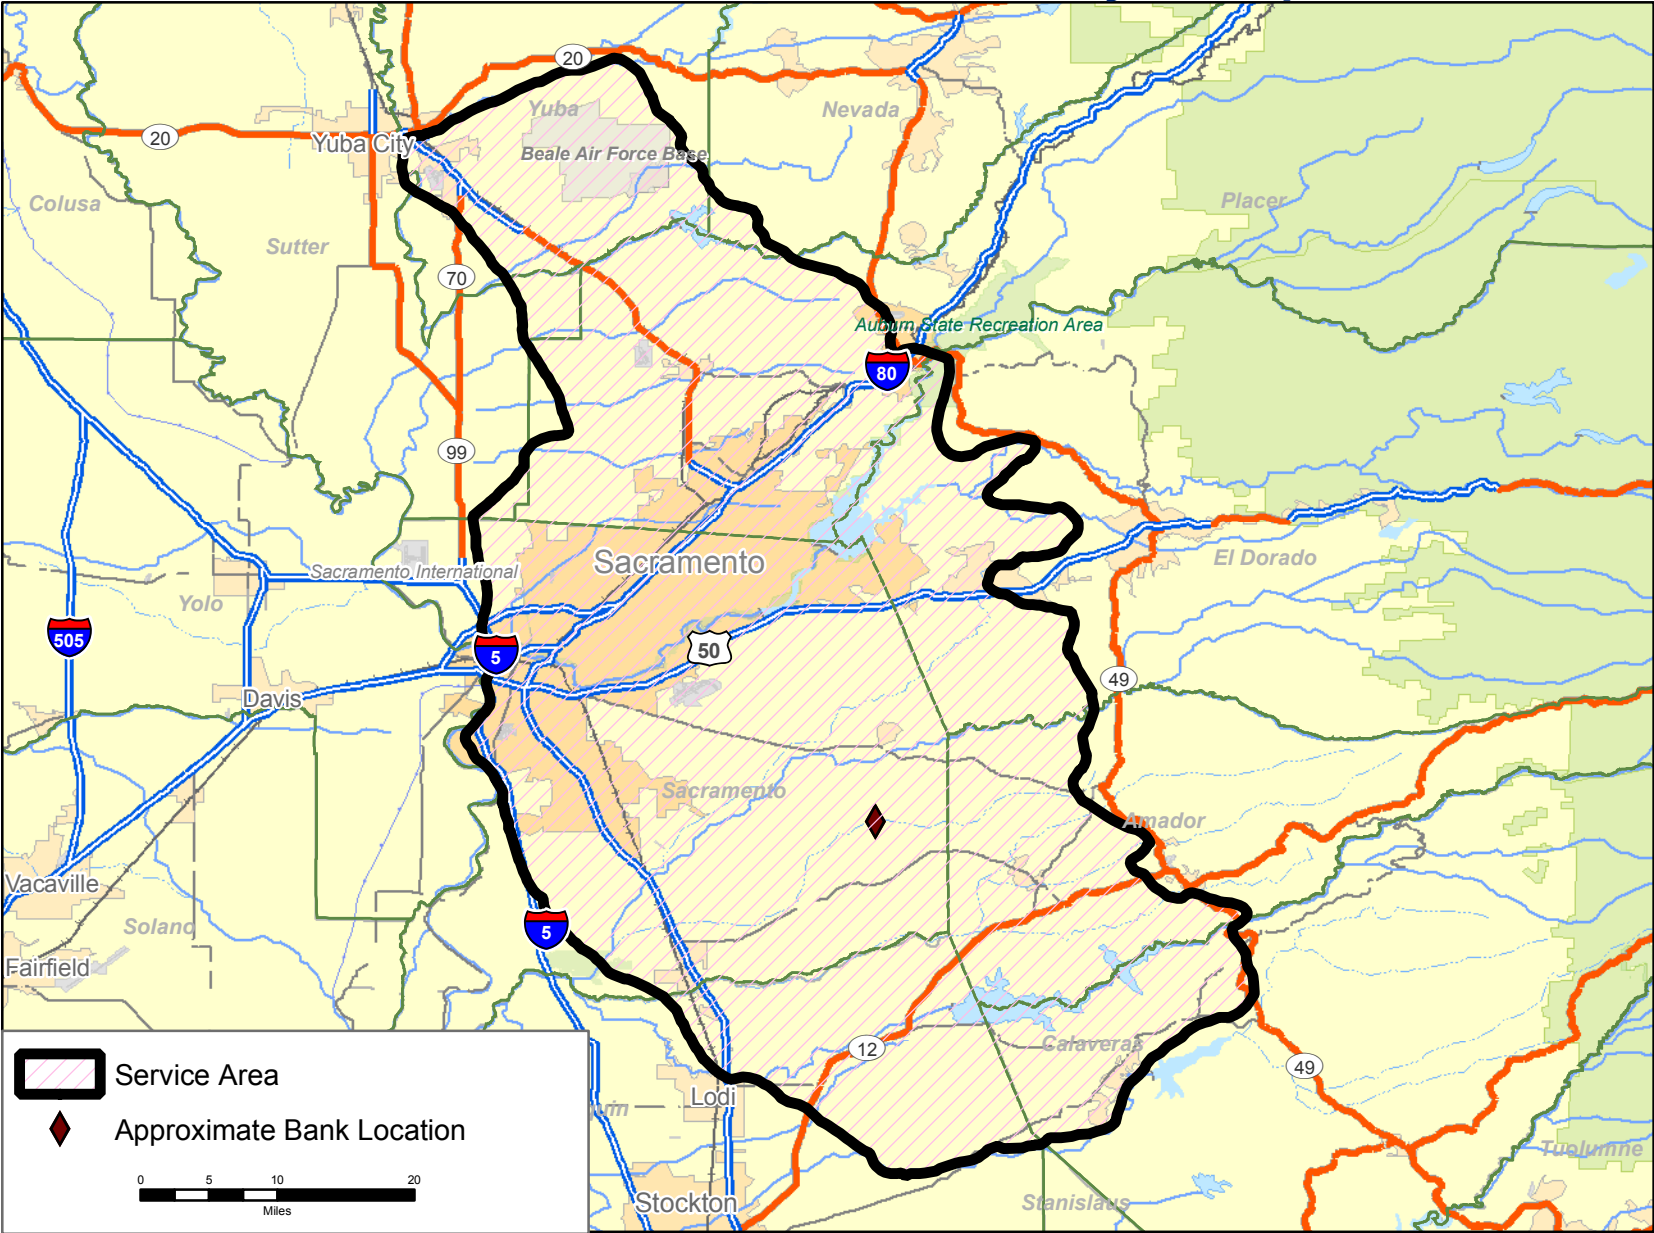 20
Yuba
Nevada
20
Yuba City
Beale Air Force Base
Colusa
Placer
Sutter
70
Auburn State Recreation Area
80
99
Sacramento
El Dorado
Sacramento International
Yolo
505
5
50
49
Davis
Sacramento
Amador
Vacaville
Solano
5
Fairfield
12
Calaveras
49
Service Area
Lodi
uin
Approximate Bank Location
Tuolumne
0 5 10 20
Miles
Stockton
Stanislaus